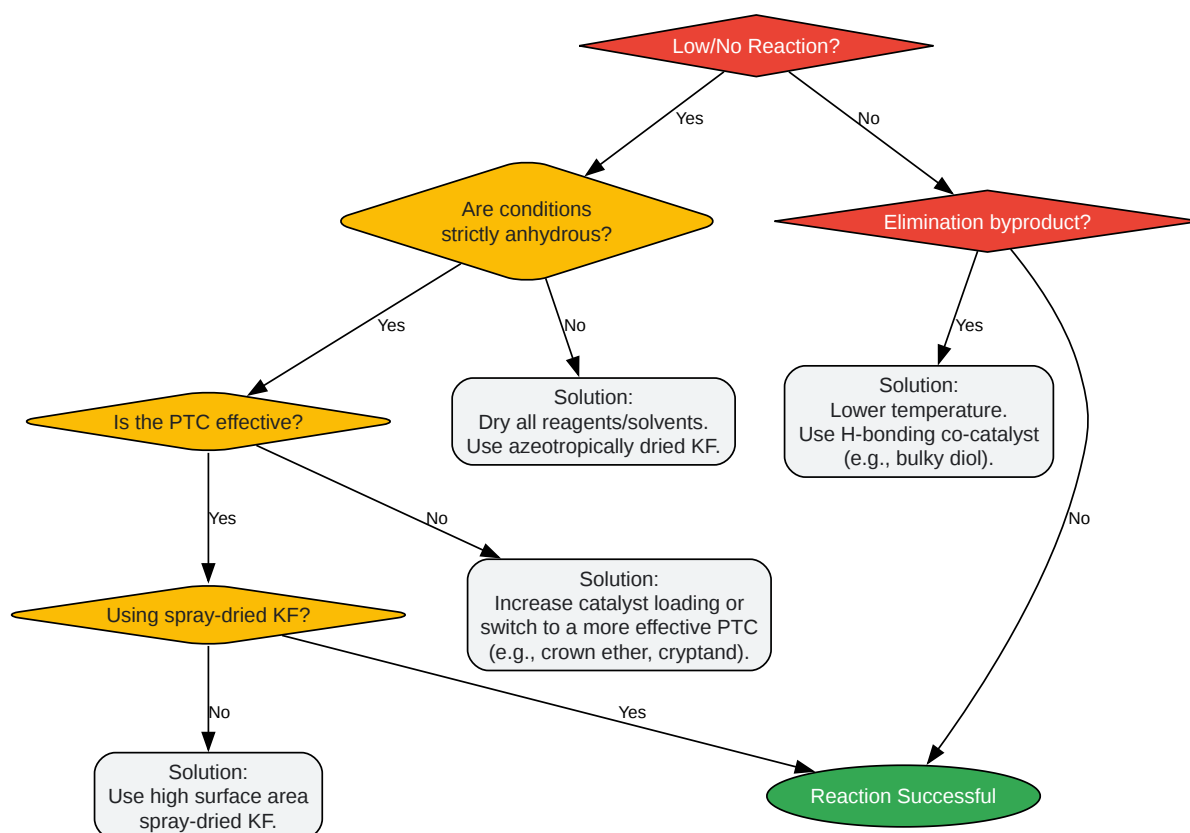 Low/No Reaction?
Yes
No
Are conditions
strictly anhydrous?
Elimination byproduct?
Yes
No
Yes
No
Is the PTC effective?
Solution:
Dry all reagents/solvents.
Use azeotropically dried KF.
Solution:
Lower temperature.
Use H-bonding co-catalyst
(e.g., bulky diol).
Yes
No
Using spray-dried KF?
Solution:
Increase catalyst loading or
switch to a more effective PTC
(e.g., crown ether, cryptand).
No
Yes
Solution:
Use high surface area
spray-dried KF.
Reaction Successful